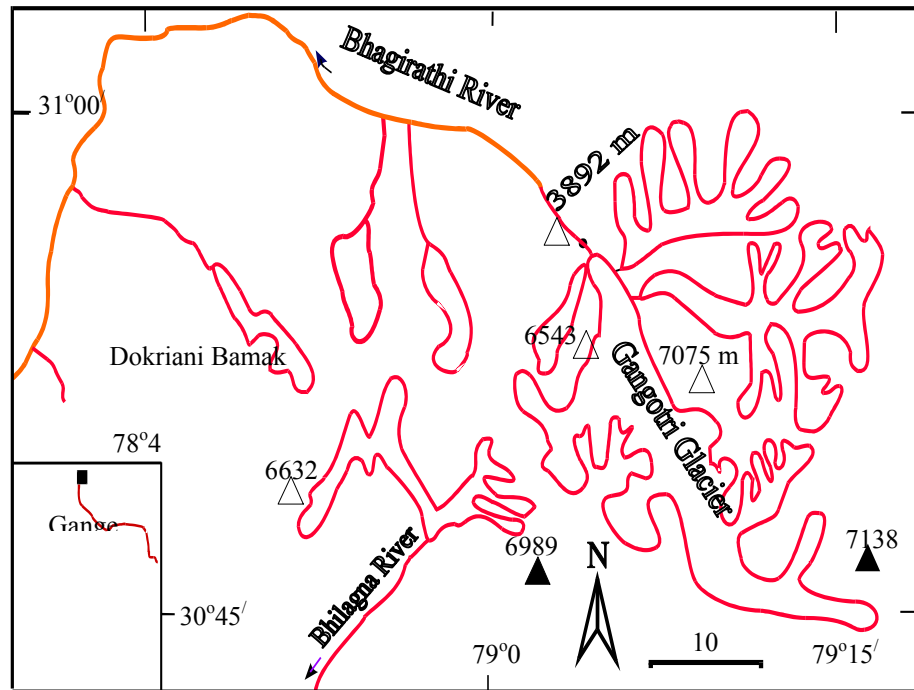 Bhagirathi River
31°00/
3892 m
6543
7075 m
Dokriani Bamak
Gangotri Glacier
78°4
6632
Gange
6989
7138
N
Bhilagna River
30°45/
79°0
10
79°15/